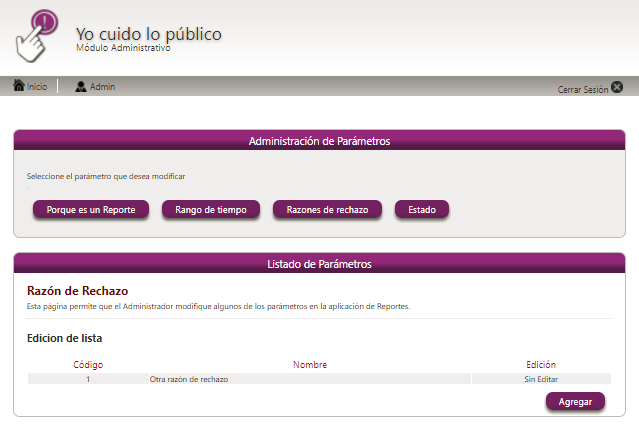 Yo cuido lo público
Módulo Administrativo
Inicio
Admin
Cerrar Sesión
Administración de Parámetros
Seleccione el parámetro que desea modificar
Porque es un Reporte
Rango de tiempo
Razones de rechazo
Estado
Listado de Parámetros
Razón de Rechazo
Esta página permite que el Administrador modifique algunos de los parámetros en la aplicación de Reportes.
Edicion de lista
Código Nombre Edición
1 Otra razón de rechazo Sin Editar
Agregar